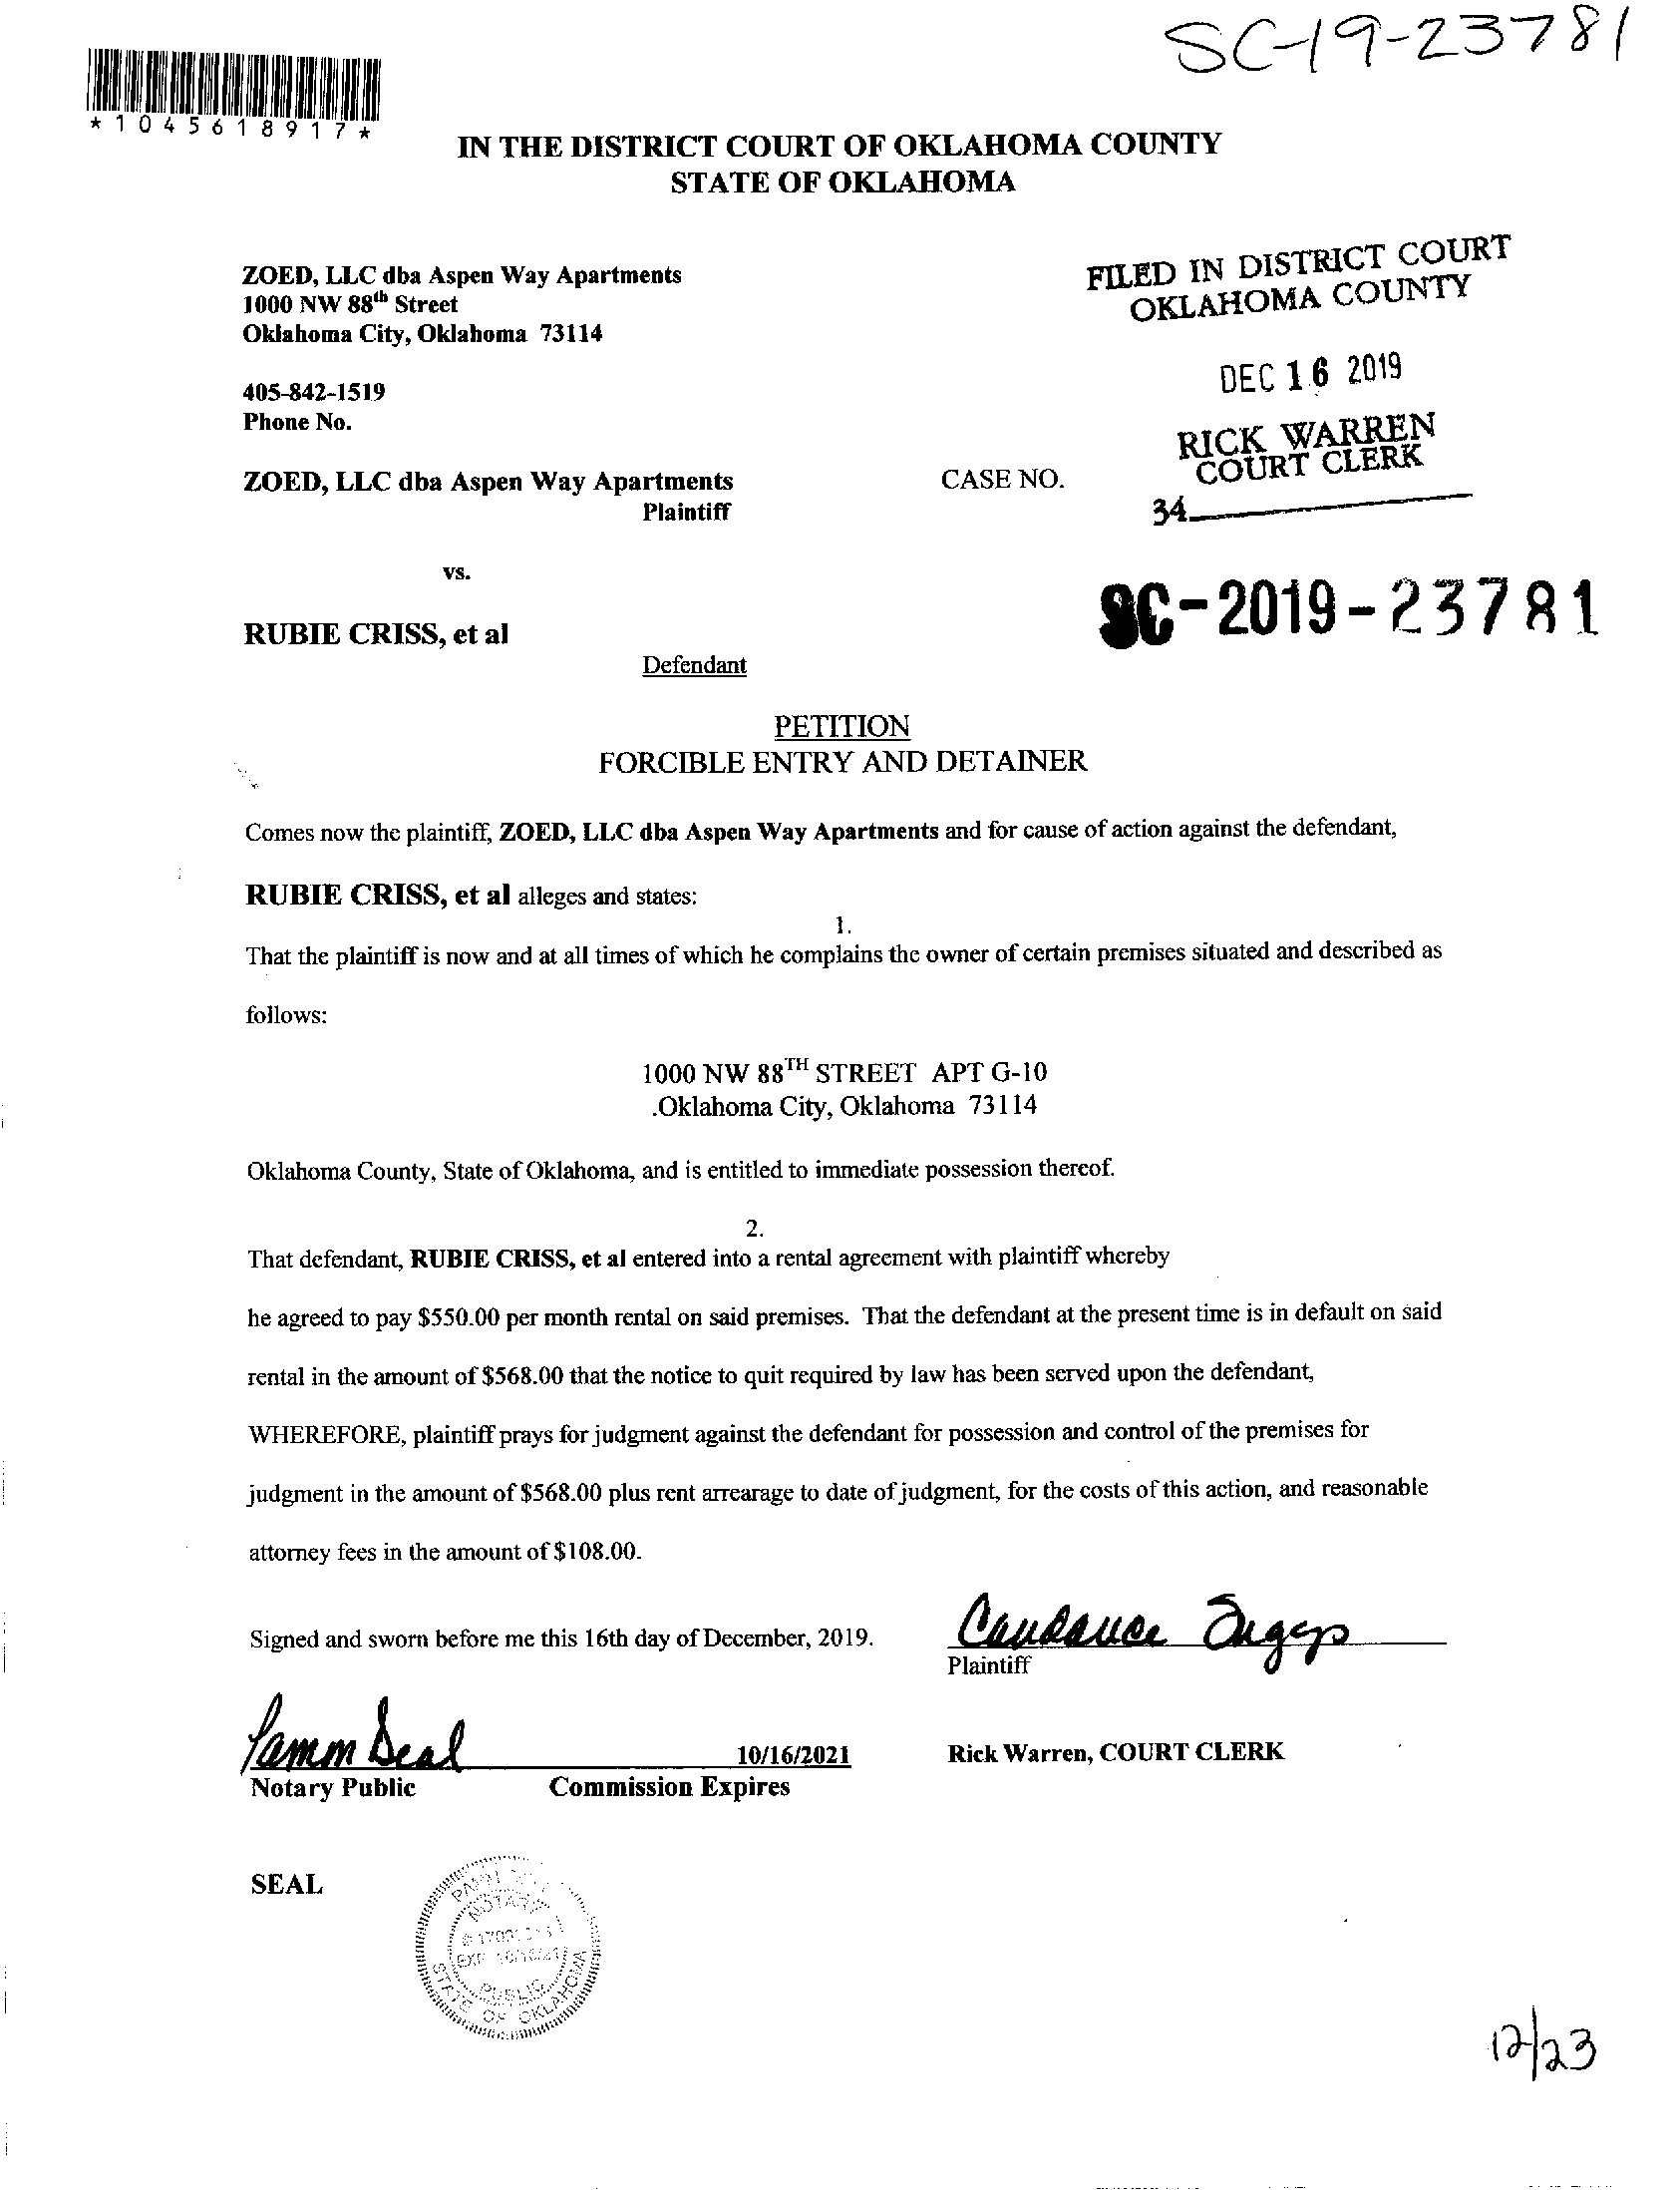 SC-19-23781
*1045618917*
IN THE DISTRICT COURT OF OKLAHOMA COUNTY
STATE OF OKLAHOMA
ZOED, LLC dba Aspen Way Apartments
1000 NW 88th Street
Oklahoma City, Oklahoma 73114
FILED IN DISTRICT COURT
OKLAHOMA COUNTY
DEC 16 2019
RICK WARREN
COURT CLERK
34
405-842-1519
Phone No.
ZOED, LLC dba Aspen Way Apartments
Plaintiff
CASE NO.
vs.
SC-2019-23781
RUBIE CRISS, et al
Defendant
PETITION
FORCIBLE ENTRY AND DETAINER
Comes now the plaintiff, ZOED, LLC dba Aspen Way Apartments and for cause of action against the defendant,
RUBIE CRISS, et al alleges and states:
1.
That the plaintiff is now and at all times of which he complains the owner of certain premises situated and described as
follows:
1000 NW 88TH STREET APT G-10
.Oklahoma City, Oklahoma 73114
Oklahoma County, State of Oklahoma, and is entitled to immediate possession thereof.
2.
That defendant, RUBIE CRISS, et al entered into a rental agreement with plaintiff whereby
he agreed to pay $550.00 per month rental on said premises. That the defendant at the present time is in default on said
rental in the amount of $568.00 that the notice to quit required by law has been served upon the defendant,
WHEREFORE, plaintiff prays for judgment against the defendant for possession and control of the premises for
judgment in the amount of $568.00 plus rent arrearage to date of judgment, for the costs of this action, and reasonable
attorney fees in the amount of $108.00.
Signed and sworn before me this 16th day of December, 2019.
Candance
Plaintiff
Pamm Seal
10/16/2021
Notary Public
Commission Expires
Rick Warren, COURT CLERK
SEAL
NOTARY
EXP. 10/16/21
PUBLIC
STATE OF OKLAHOMA
12/23